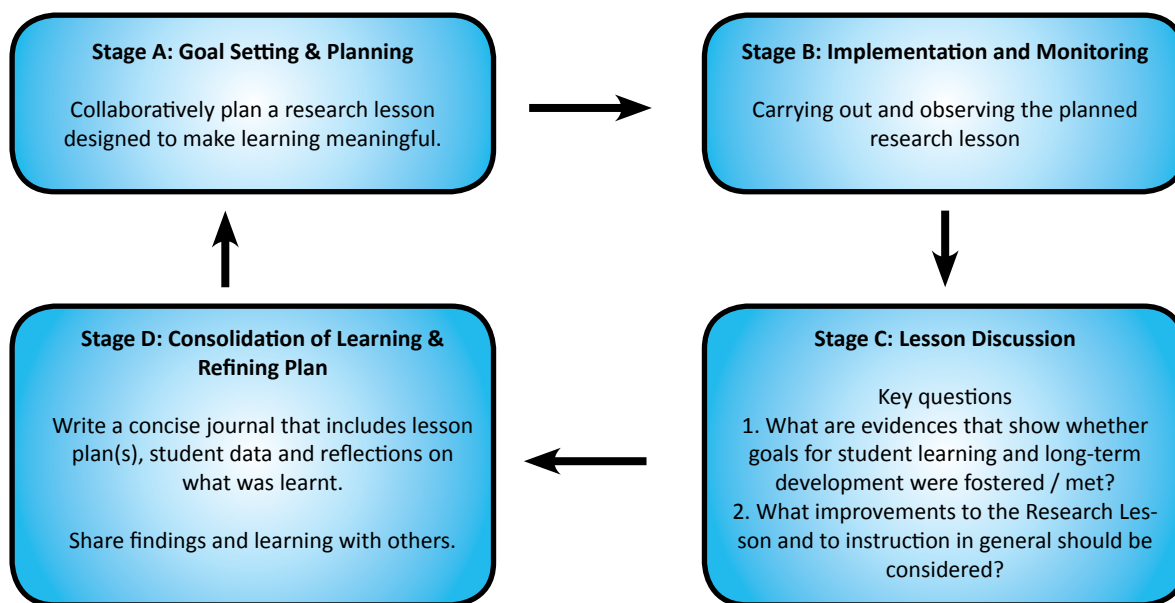 Stage A: Goal Setting & Planning
Collaboratively plan a research lesson
designed to make learning meaningful.
Stage B: Implementation and Monitoring
Carrying out and observing the planned
research lesson
Stage C: Lesson Discussion
Key questions
1. What are evidences that show whether
goals for student learning and long-term
development were fostered / met?
2. What improvements to the Research Les-
son and to instruction in general should be
considered?
Stage D: Consolidation of Learning &
Refining Plan
Write a concise journal that includes lesson
plan(s), student data and reflections on
what was learnt.
Share findings and learning with others.